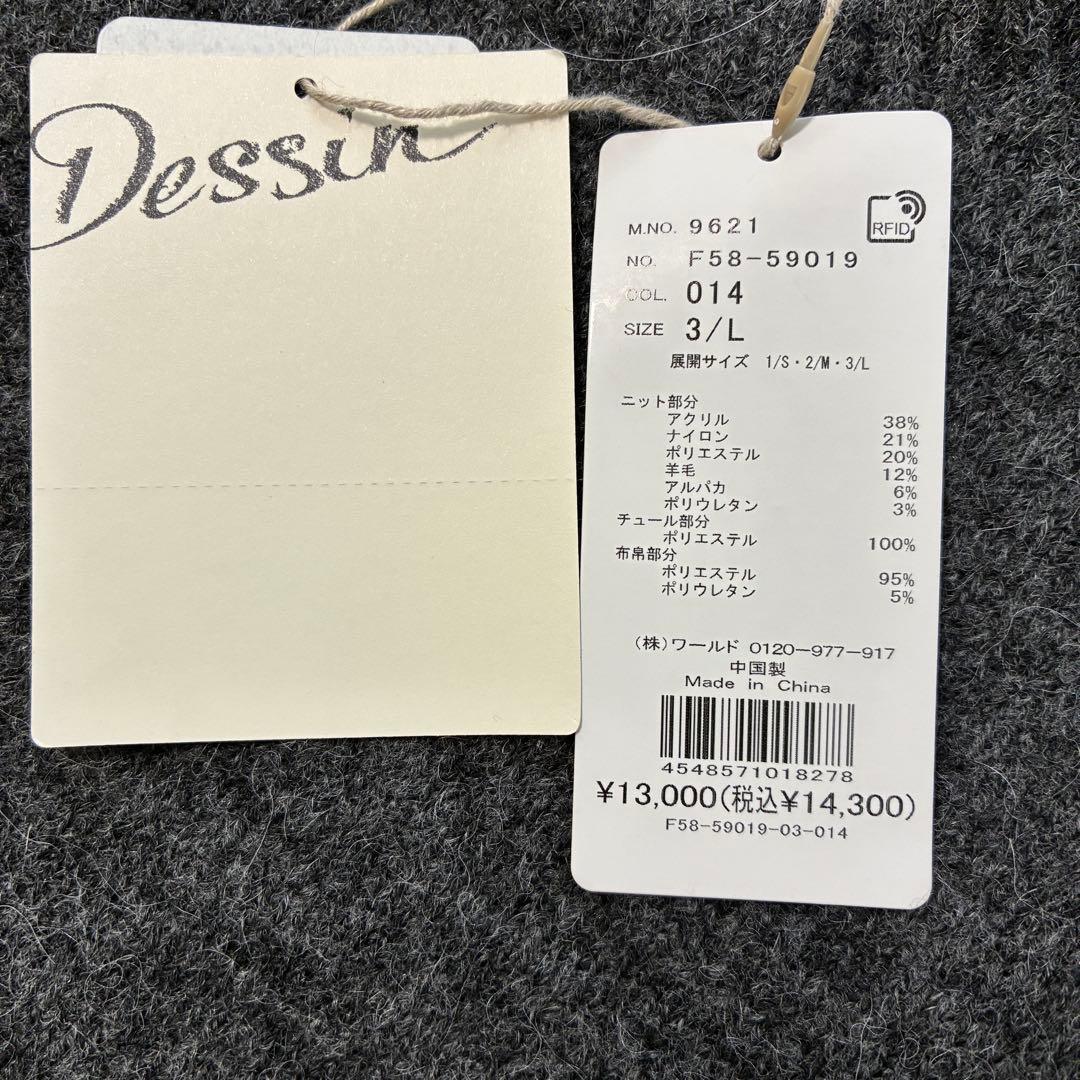 Dessin
RFID
M.NO. 9621
NO. F58-59019
COL. 014
SIZE 3/L
展開サイズ 1/S・2/M・3/L
ニット部分
アクリル 38%
ナイロン 21%
ポリエステル 20%
羊毛 12%
アルパカ 6%
ポリウレタン 3%
チュール部分
ポリエステル 100%
布帛部分
ポリエステル 95%
ポリウレタン 5%
(株)ワールド 0120-977-917
中国製
Made in China
4548571018278
¥13,000(税込¥14,300)
F58-59019-03-014